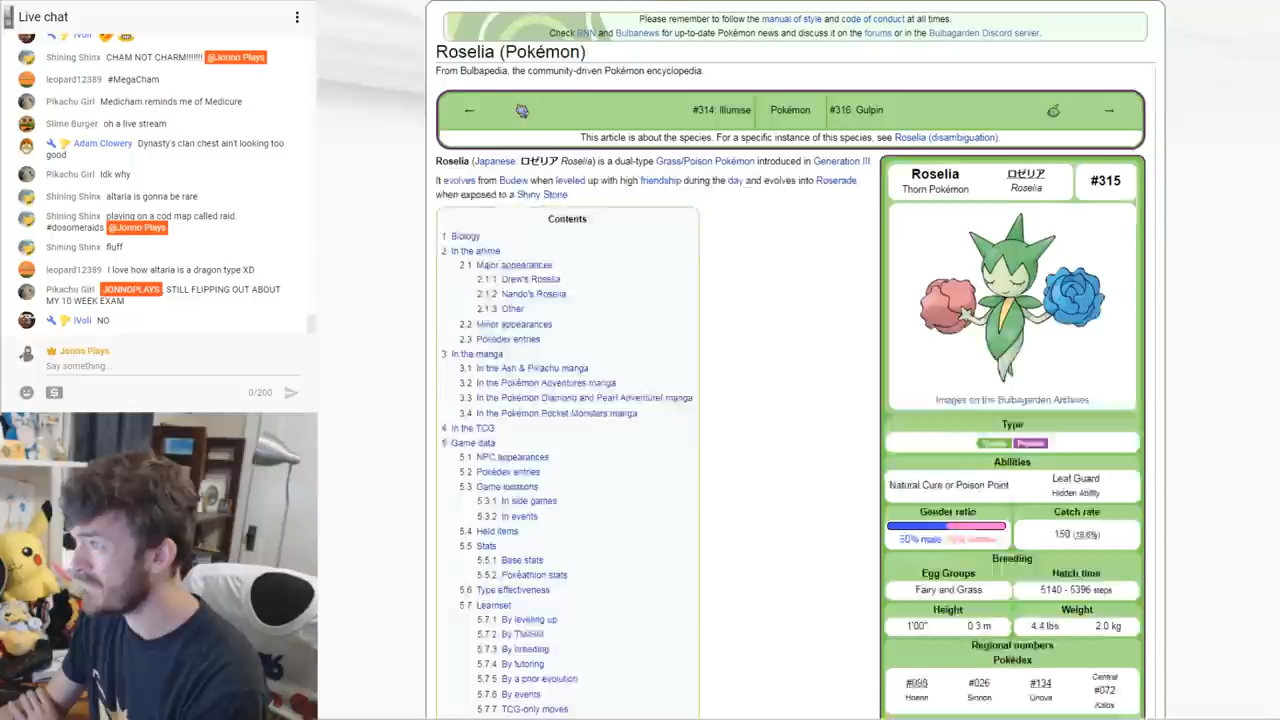 Live chat
iVoli
Shining Shinx CHAM NOT CHARM!!!!!!! @Jonno Plays
leopard12389 #MegaCham
Pikachu Girl Medicham reminds me of Medicure
Slime Burger oh a live stream
Adam Clowery Dynasty's clan chest ain't looking too
good
Pikachu Girl Idk why
Shining Shinx altaria is gonna be rare
Shining Shinx playing on a cod map called raid.
#dosomeraids @Jonno Plays
Shining Shinx fluff
leopard12389 I love how altaria is a dragon type XD
Pikachu Girl JONNOPLAYS STILL FLIPPING OUT ABOUT
MY 10 WEEK EXAM
iVoli NO
Jonno Plays
Say something...
0/200
Please remember to follow the manual of style and code of conduct at all times.
Check BNN and Bulbanews for up-to-date Pokémon news and discuss it on the forums or in the Bulbagarden Discord server.
Roselia (Pokémon)
From Bulbapedia, the community-driven Pokémon encyclopedia.
← #314: Illumise Pokémon #316: Gulpin →
This article is about the species. For a specific instance of this species, see Roselia (disambiguation).
Roselia (Japanese: ロゼリア Roselia) is a dual-type Grass/Poison Pokémon introduced in Generation III.
It evolves from Budew when leveled up with high friendship during the day and evolves into Roserade
when exposed to a Shiny Stone.
Contents
1 Biology
2 In the anime
2.1 Major appearances
2.1.1 Drew's Roselia
2.1.2 Nando's Roselia
2.1.3 Other
2.2 Minor appearances
2.3 Pokédex entries
3 In the manga
3.1 In the Ash & Pikachu manga
3.2 In the Pokémon Adventures manga
3.3 In the Pokémon Diamond and Pearl Adventure! manga
3.4 In the Pokémon Pocket Monsters manga
4 In the TCG
5 Game data
5.1 NPC appearances
5.2 Pokédex entries
5.3 Game locations
5.3.1 In side games
5.3.2 In events
5.4 Held items
5.5 Stats
5.5.1 Base stats
5.5.2 Pokéathlon stats
5.6 Type effectiveness
5.7 Learnset
5.7.1 By leveling up
5.7.2 By TM/HM
5.7.3 By breeding
5.7.4 By tutoring
5.7.5 By a prior evolution
5.7.6 By events
5.7.7 TCG-only moves
Roselia ロゼリア #315
Thorn Pokémon Roselia
Images on the Bulbagarden Archives
Type
Poison
Abilities
Natural Cure or Poison Point Leaf Guard
Hidden Ability
Gender ratio Catch rate
50% male
Breeding
Egg Groups Hatch time
Fairy and Grass 5140 - 5396 steps
Height Weight
1'00" 0.3 m 4.4 lbs. 2.0 kg
Regional numbers
Pokédex
#098 #026 #134 Central
#072
Hoenn Sinnoh Unova Kalos